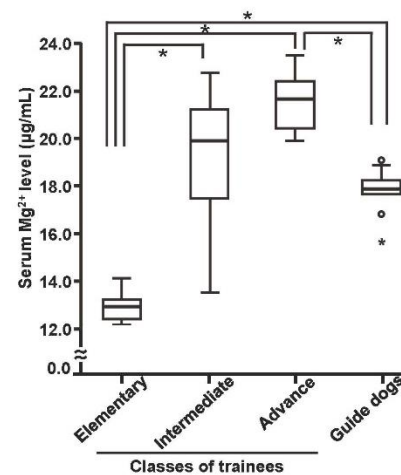 *
*
*
*
24.0
22.0
20.0
18.0
16.0
14.0
12.0
0.0
*
Serum Mg²⁺ level (µg/mL)
Elementary
Intermediate
Advance
Guide dogs
Classes of trainees